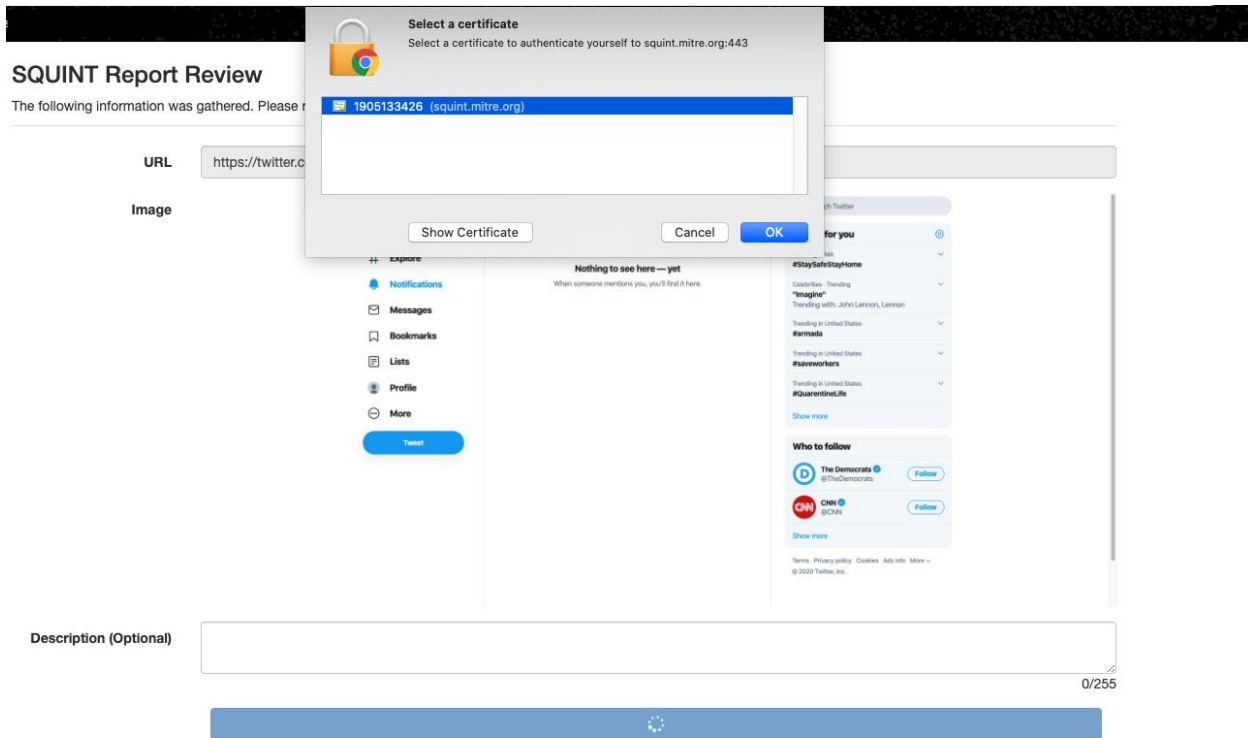 Select a certificate
Select a certificate to authenticate yourself to squint.mitre.org:443
SQUINT Report Review
The following information was gathered. Please
1905133426 (squint.mitre.org)
URL
https://twitter.c
Image
Show Certificate
Cancel
OK
Twitter
for you
Explore
#StaySafeStayHome
Nothing to see here — yet
Notifications
When someone mentions you, you'll find it here.
Celebrities · Trending
"Imagine"
Trending with: John Lennon, Lennon
Messages
Trending in United States
#armada
Bookmarks
Trending in United States
#saveworkers
Lists
Trending in United States
#QuarentineLife
Profile
More
Show more
Tweet
Who to follow
The Democrats
@TheDemocrats
Follow
CNN
CNN
@CNN
Follow
Show more
Terms Privacy policy Cookies Ads info More
© 2020 Twitter, Inc.
Description (Optional)
0/255